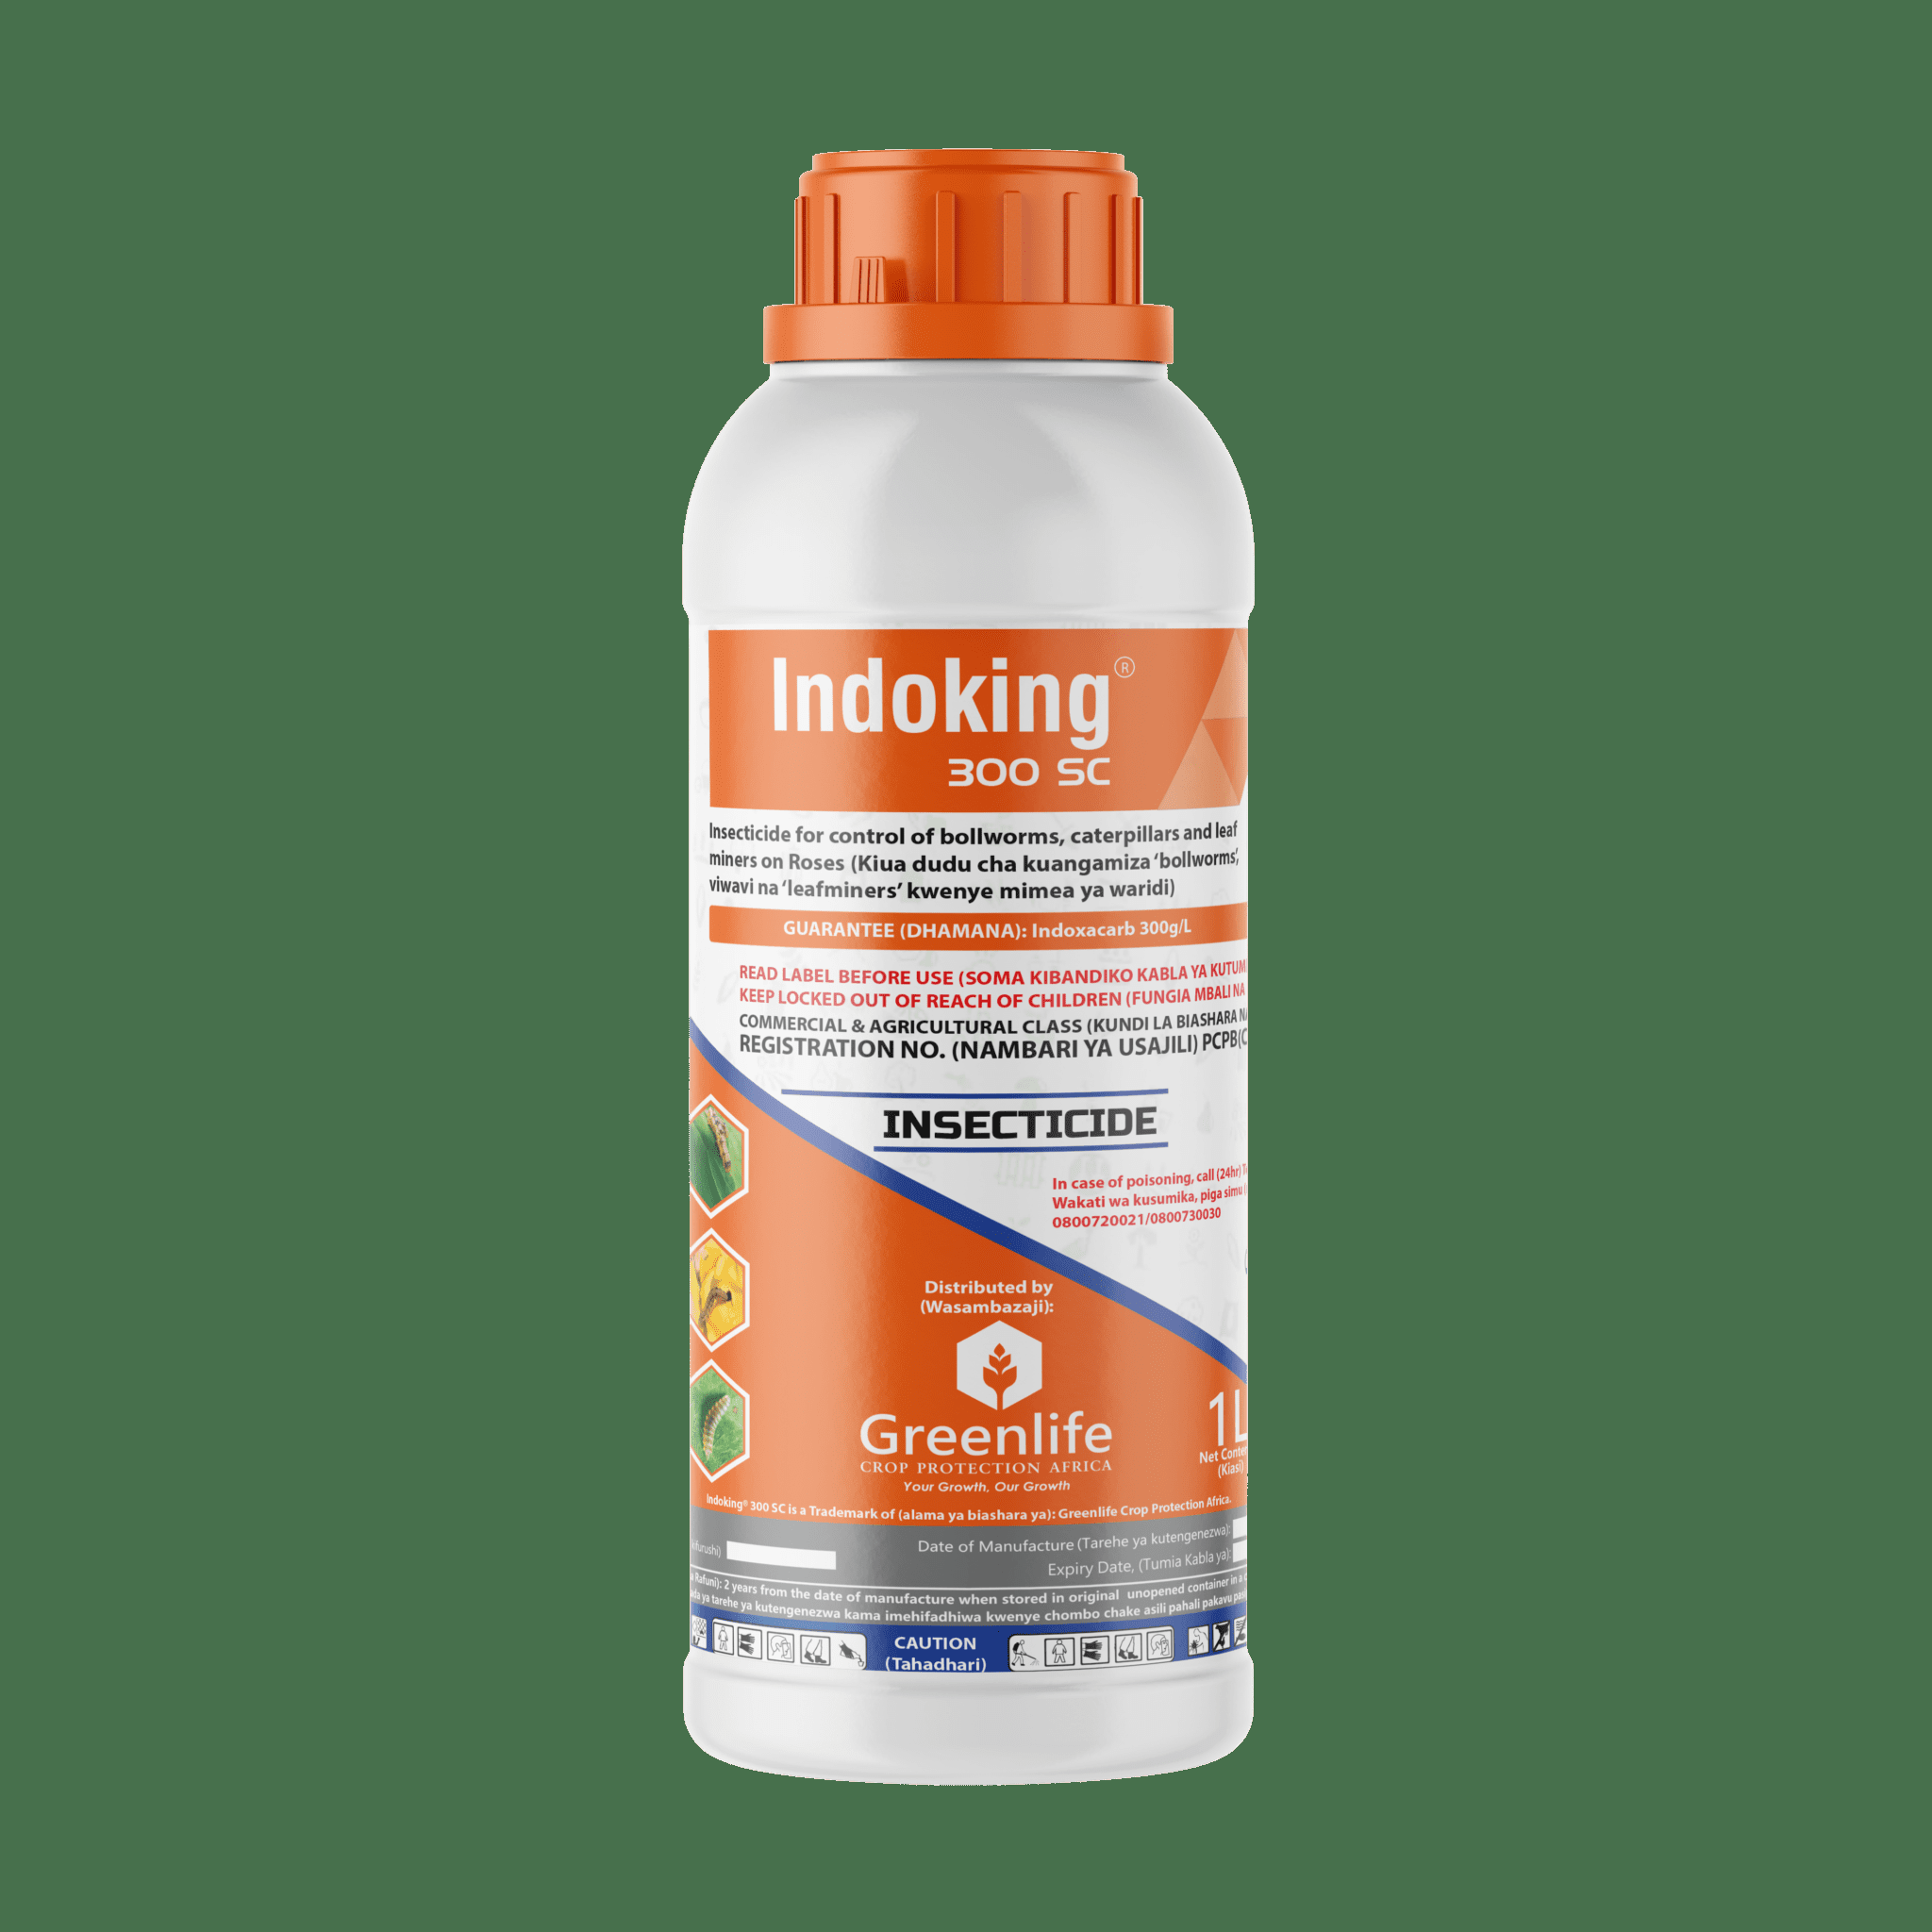 Indoking®
300 SC
Insecticide for control of bollworms, caterpillars and leaf
miners on Roses (Kiua dudu cha kuangamiza 'bollworms',
viwavi na 'leafminers' kwenye mimea ya waridi)
GUARANTEE (DHAMANA): Indoxacarb 300g/L
READ LABEL BEFORE USE (SOMA KIBANDIKO KABLA YA KUTUMI
KEEP LOCKED OUT OF REACH OF CHILDREN (FUNGIA MBALI NA
COMMERCIAL & AGRICULTURAL CLASS (KUNDI LA BIASHARA NA
REGISTRATION NO. (NAMBARI YA USAJILI) PCPB(C
INSECTICIDE
In case of poisoning, call (24hr)
Wakati wa kusumika, piga simu
0800720021/0800730030
Distributed by
(Wasambazaji):
Greenlife
CROP PROTECTION AFRICA
Your Growth, Our Growth
1L
Net Conte
(Kiasi)
Indoking® 300 SC is a Trademark of (alama ya biashara ya): Greenlife Crop Protection Africa.
Date of Manufacture (Tarehe ya kutengenezwa):
Expiry Date, (Tumia Kabla ya):
Rafuni): 2 years from the date of manufacture when stored in original unopened container in a
ya tarehe ya kutengenezwa kama imehifadhiwa kwenye chombo chake asili pahali pakavu
CAUTION
(Tahadhari)